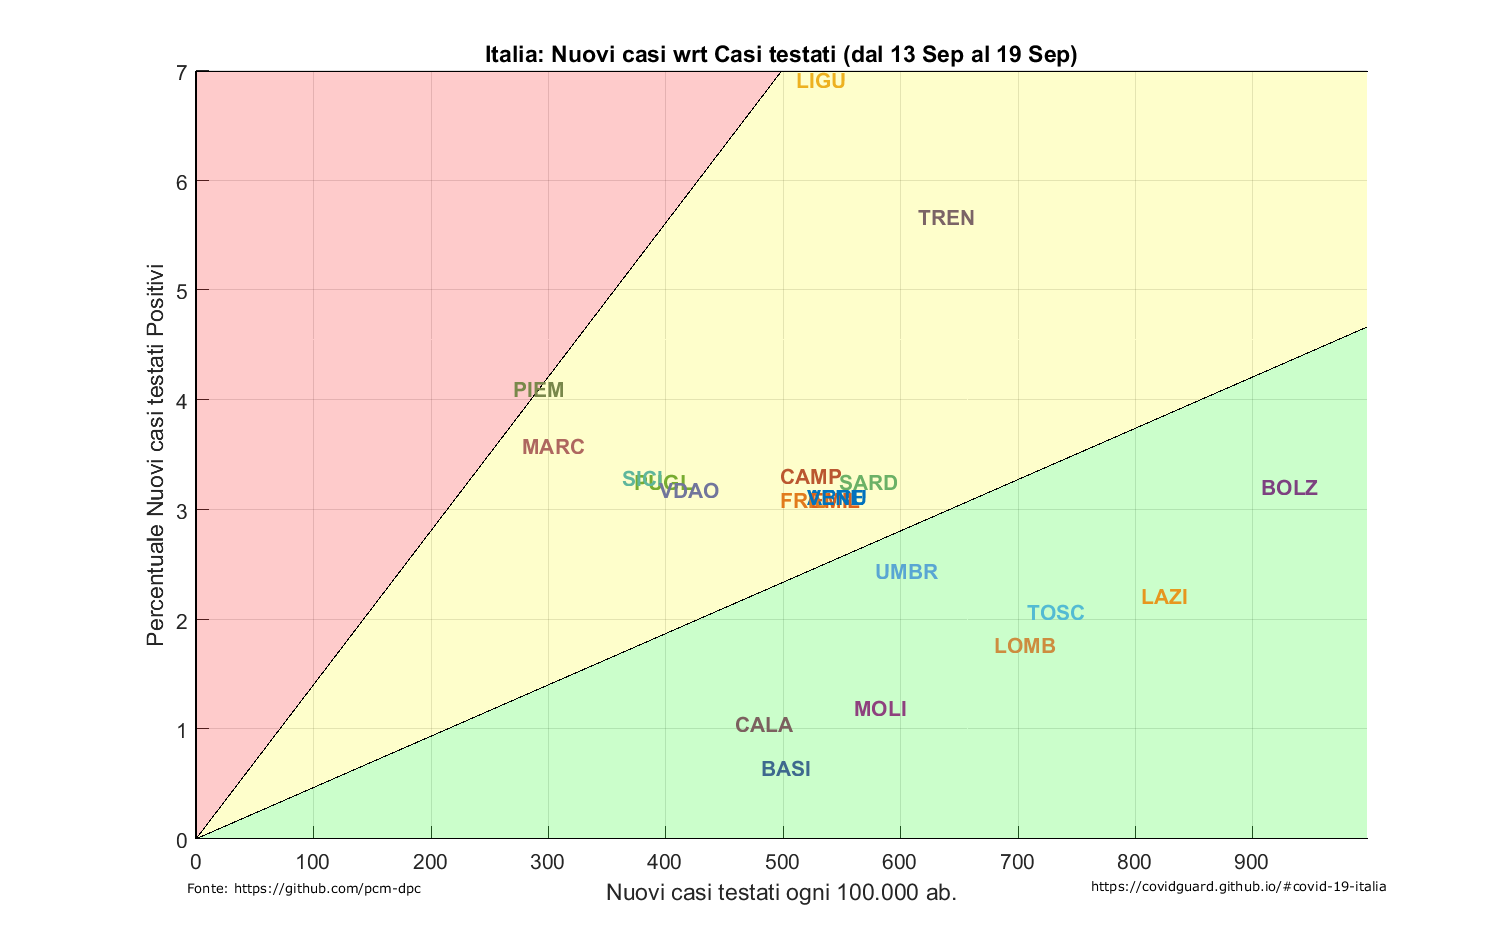 Italia: Nuovi casi wrt Casi testati (dal 13 Sep al 19 Sep)
7
LIGU
6
TREN
5
Percentuale Nuovi casi testati Positivi
PIEM
4
MARC
SICI
PUGL
VDAO
CAMP
SARD
BOLZ
3
UMBR
LAZI
TOSC
2
LOMB
MOLI
CALA
1
BASI
0
0 100 200 300 400 500 600 700 800 900
Fonte: https://github.com/pcm-dpc
Nuovi casi testati ogni 100.000 ab.
https://covidguard.github.io/#covid-19-italia